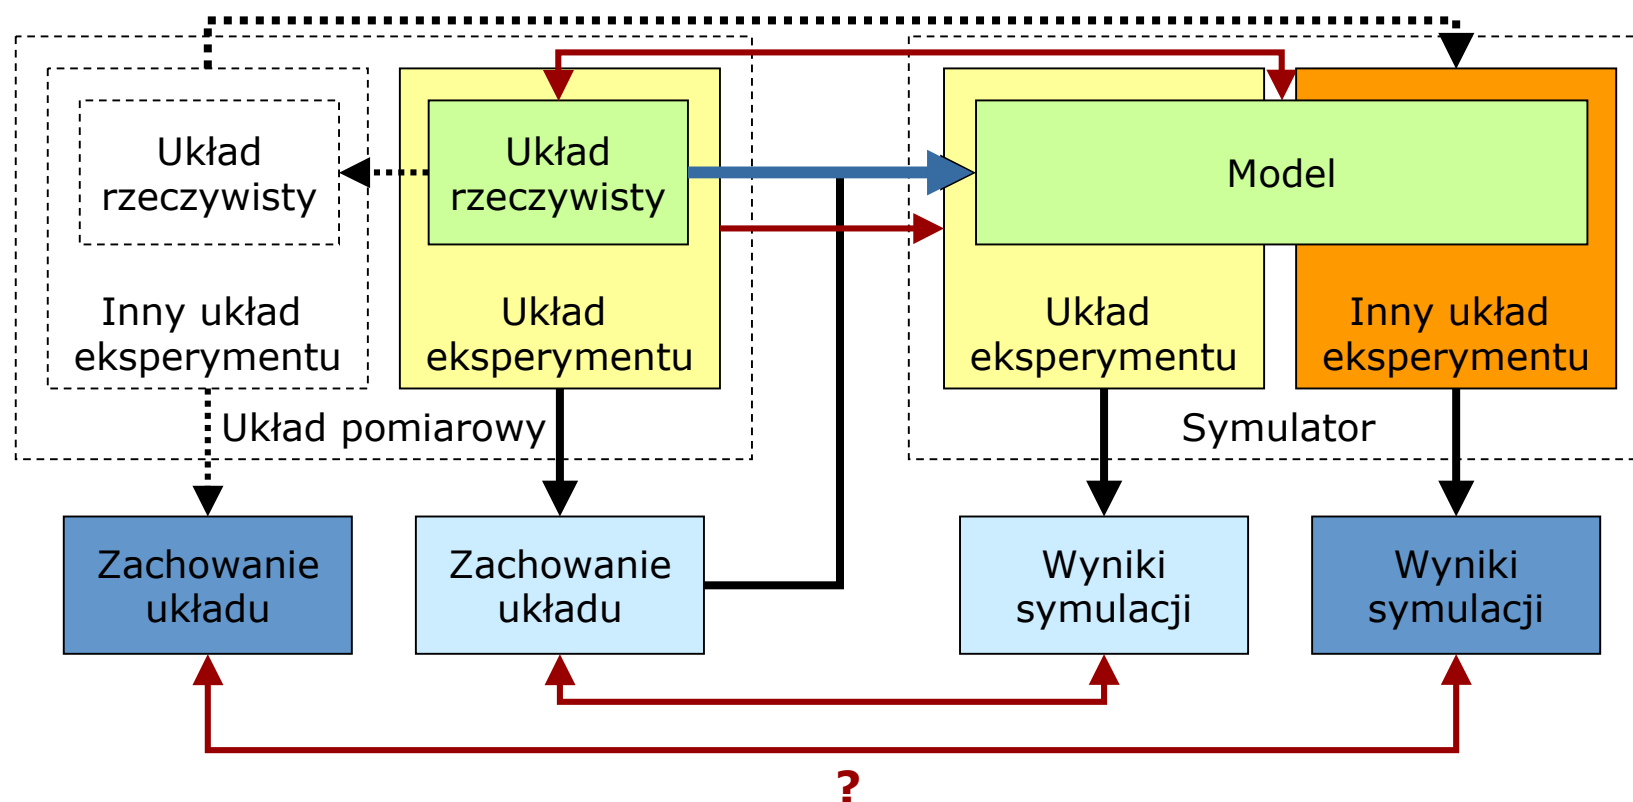 Układ
rzeczywisty
Inny układ
eksperymentu
Układ
rzeczywisty
Układ
eksperymentu
Układ pomiarowy
Model
Układ
eksperymentu
Inny układ
eksperymentu
Symulator
Zachowanie
układu
Zachowanie
układu
Wyniki
symulacji
Wyniki
symulacji
?